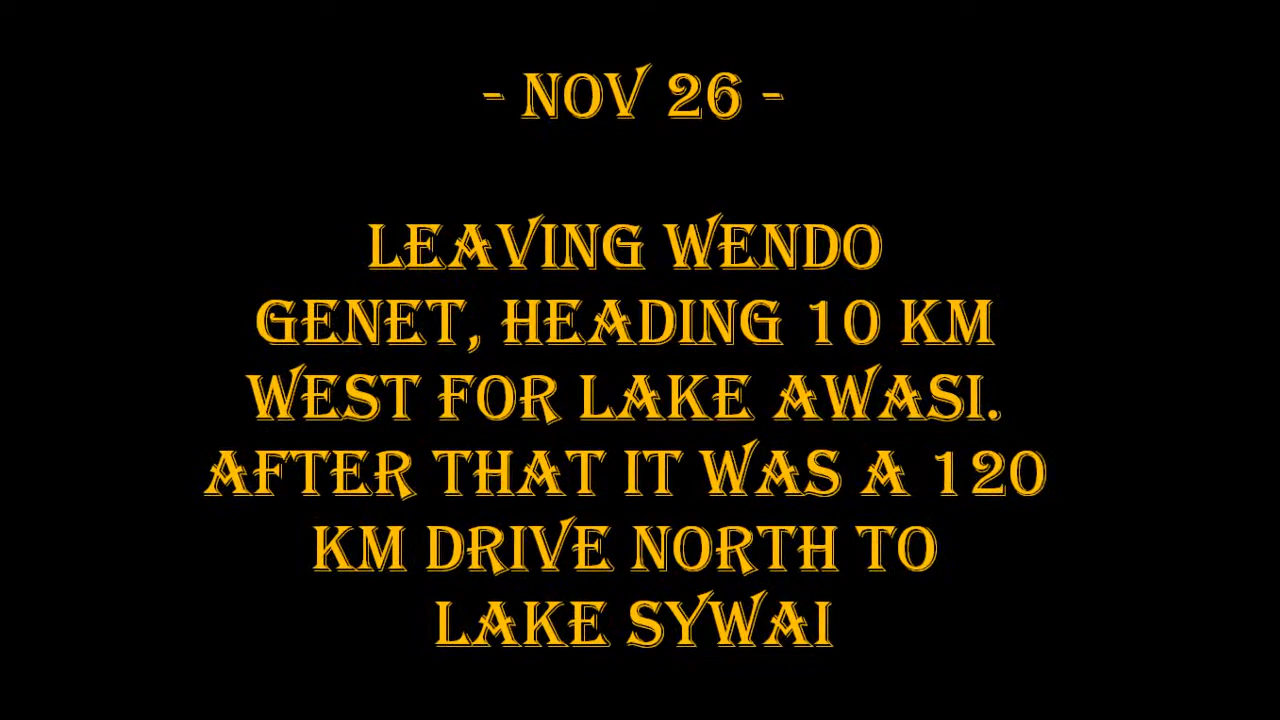 - NOV 26 -
LEAVING WENDO
GENET, HEADING 10 KM
WEST FOR LAKE AWASI.
AFTER THAT IT WAS A 120
KM DRIVE NORTH TO
LAKE SYWAI